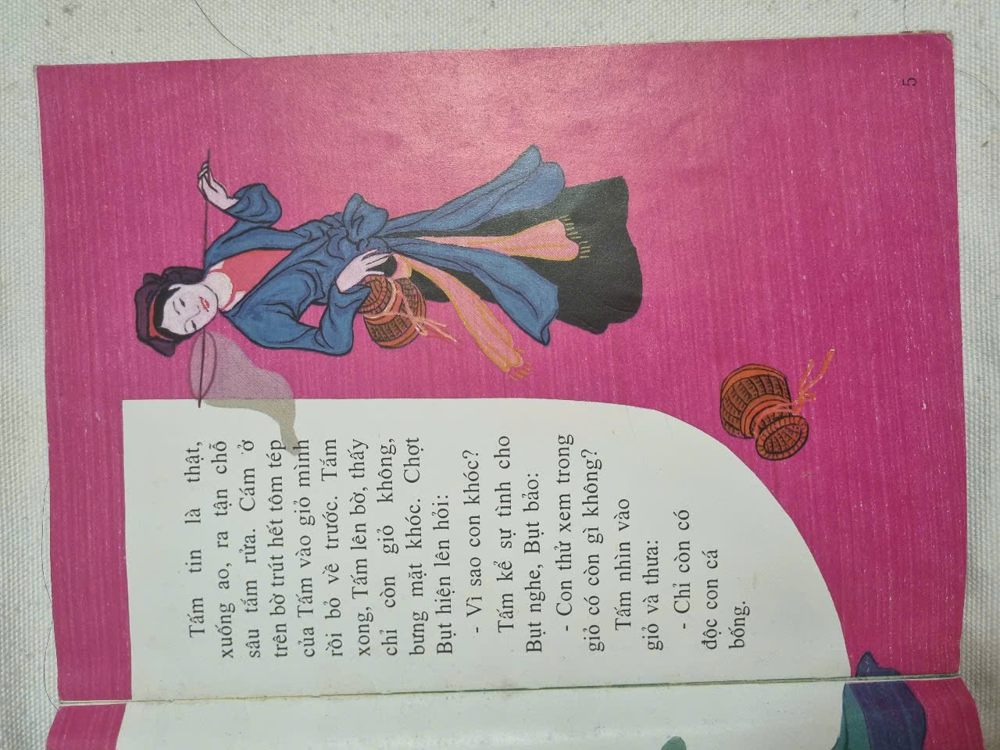 Tấm tin là thật,
xuống ao, ra tận chỗ
sâu tắm rửa. Cám ở
trên bờ trút hết tôm tép
của Tấm vào giỏ mình
rồi bỏ về trước. Tấm
xong, Tấm lên bờ, thấy
chỉ còn giỏ không,
bưng mặt khóc. Chợt
Bụt hiện lên hỏi:
- Vì sao con khóc?
Tấm kể sự tình cho
Bụt nghe, Bụt bảo:
- Con thử xem trong
giỏ có còn gì không?
Tấm nhìn vào
giỏ và thưa:
- Chỉ còn có
độc con cá
bống.
5